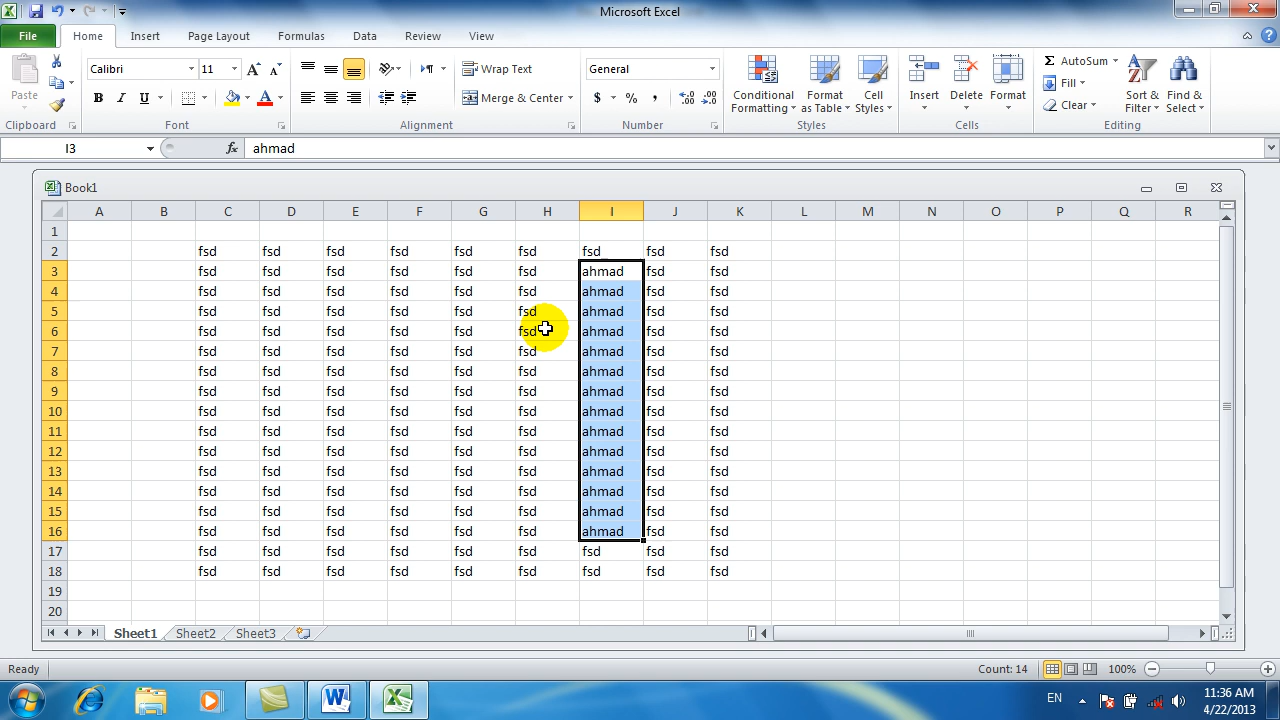 Microsoft Excel
File Home Insert Page Layout Formulas Data Review View
Calibri 11 Wrap Text General AutoSum
Paste Fill
B I U Merge & Center $ % , Conditional Formatting Format as Table Cell Styles Insert Delete Format Clear Sort & Filter Find & Select
Clipboard Font Alignment Number Styles Cells Editing
I3 fx ahmad
Book1
A B C D E F G H I J K L M N O P Q R
1
2 fsd fsd fsd fsd fsd fsd fsd fsd fsd
3 fsd fsd fsd fsd fsd fsd ahmad fsd fsd
4 fsd fsd fsd fsd fsd fsd ahmad fsd fsd
5 fsd fsd fsd fsd fsd fsd ahmad fsd fsd
6 fsd fsd fsd fsd fsd fsd ahmad fsd fsd
7 fsd fsd fsd fsd fsd fsd ahmad fsd fsd
8 fsd fsd fsd fsd fsd fsd ahmad fsd fsd
9 fsd fsd fsd fsd fsd fsd ahmad fsd fsd
10 fsd fsd fsd fsd fsd fsd ahmad fsd fsd
11 fsd fsd fsd fsd fsd fsd ahmad fsd fsd
12 fsd fsd fsd fsd fsd fsd ahmad fsd fsd
13 fsd fsd fsd fsd fsd fsd ahmad fsd fsd
14 fsd fsd fsd fsd fsd fsd ahmad fsd fsd
15 fsd fsd fsd fsd fsd fsd ahmad fsd fsd
16 fsd fsd fsd fsd fsd fsd ahmad fsd fsd
17 fsd fsd fsd fsd fsd fsd fsd fsd fsd
18 fsd fsd fsd fsd fsd fsd fsd fsd fsd
19
20
Sheet1 Sheet2 Sheet3
Ready Count: 14 100%
EN 11:36 AM
4/22/2013